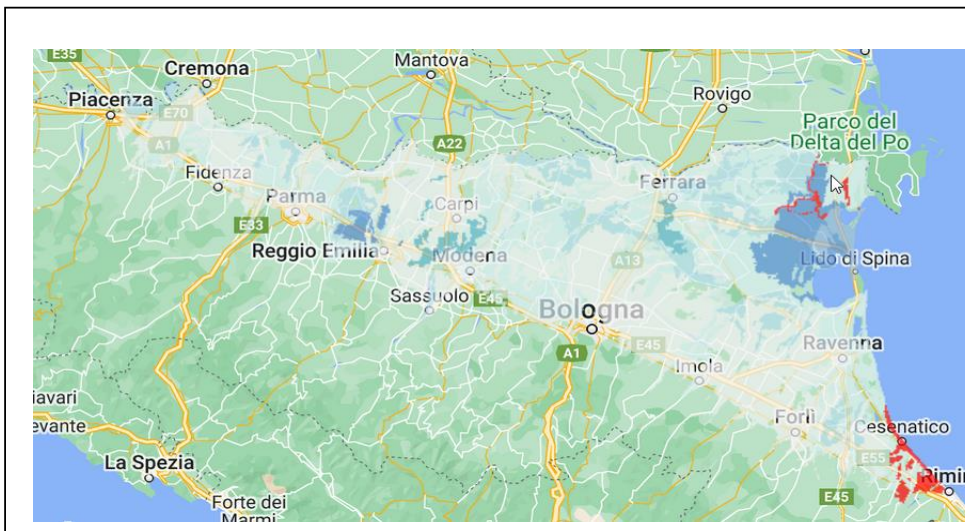 E35
Cremona
Mantova
Rovigo
Piacenza
E70
A1
A22
Parco del
Delta del Po
Fidenza
Ferrara
Parma
Carpi
E33
Reggio Emilia
Modena
A13
Lido di Spina
Sassuolo
E45
Bologna
Ravenna
A1
E45
Imola
iavari
Forlì
evante
Cesenatico
E55
La Spezia
Rimi
E45
Forte dei
Marmi